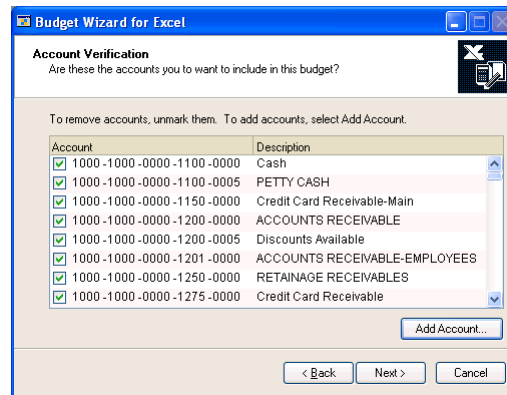 Budget Wizard for Excel
Account Verification
Are these the accounts you to want to include in this budget?
To remove accounts, unmark them. To add accounts, select Add Account.
Account Description
1000 -1000 -0000 -1100 -0000 Cash
1000 -1000 -0000 -1100 -0005 PETTY CASH
1000 -1000 -0000 -1150 -0000 Credit Card Receivable-Main
1000 -1000 -0000 -1200 -0000 ACCOUNTS RECEIVABLE
1000 -1000 -0000 -1200 -0005 Discounts Available
1000 -1000 -0000 -1201 -0000 ACCOUNTS RECEIVABLE-EMPLOYEES
1000 -1000 -0000 -1250 -0000 RETAINAGE RECEIVABLES
1000 -1000 -0000 -1275 -0000 Credit Card Receivable
Add Account...
< Back Next > Cancel